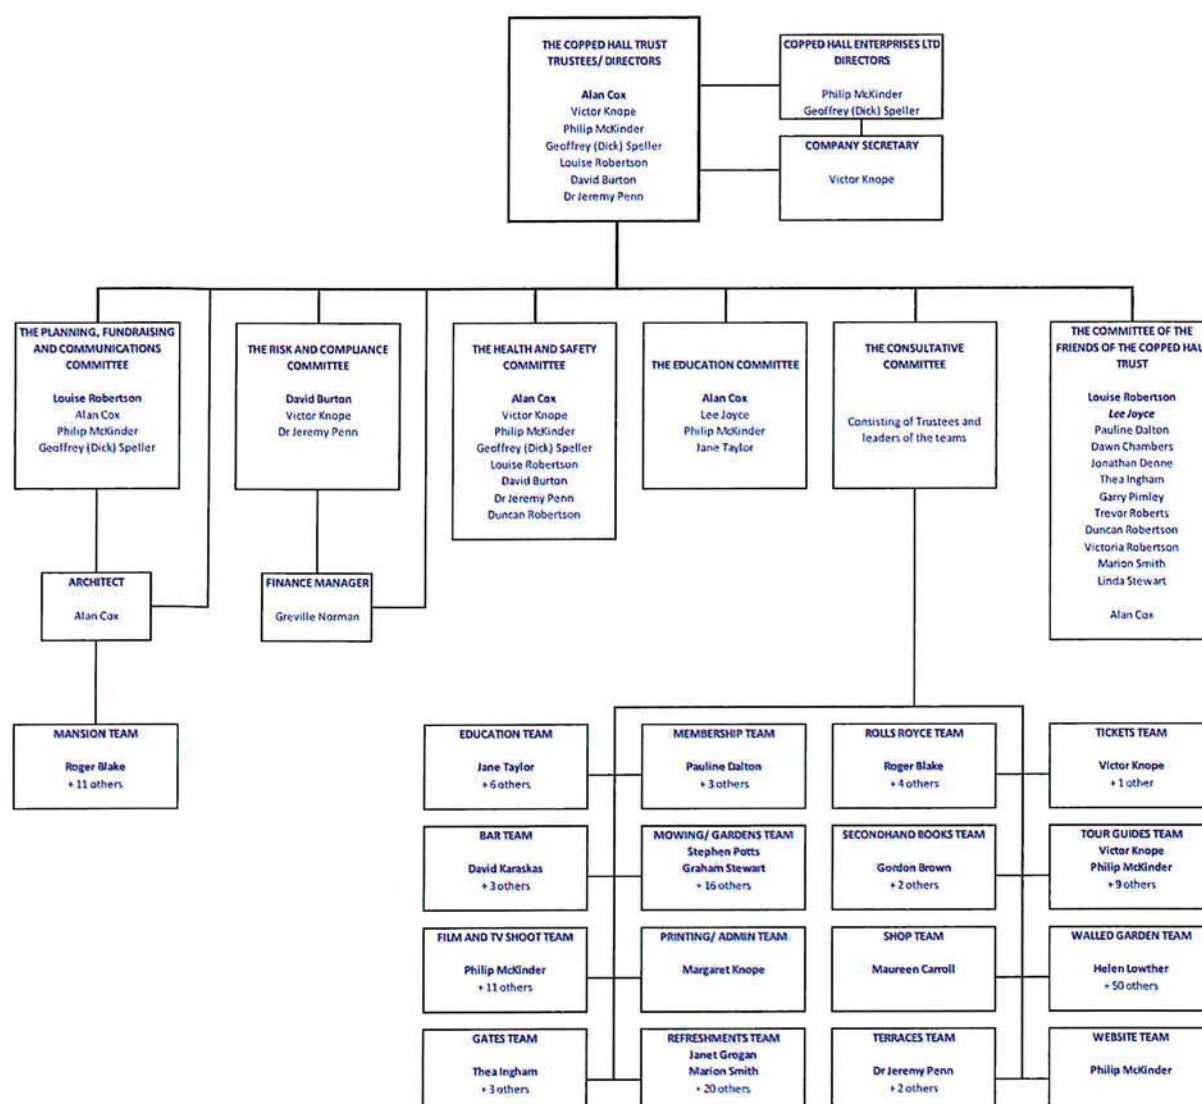 THE COPPED HALL TRUST
TRUSTEES/ DIRECTORS
Alan Cox
Victor Knope
Philip McKinder
Geoffrey (Dick) Speller
Louise Robertson
David Burton
Dr Jeremy Penn
COPPED HALL ENTERPRISES LTD
DIRECTORS
Philip McKinder
Geoffrey (Dick) Speller
COMPANY SECRETARY
Victor Knope
THE PLANNING, FUNDRAISING
AND COMMUNICATIONS
COMMITTEE
Louise Robertson
Alan Cox
Philip McKinder
Geoffrey (Dick) Speller
THE RISK AND COMPLIANCE
COMMITTEE
David Burton
Victor Knope
Dr Jeremy Penn
THE HEALTH AND SAFETY
COMMITTEE
Alan Cox
Victor Knope
Philip McKinder
Geoffrey (Dick) Speller
Louise Robertson
David Burton
Dr Jeremy Penn
Duncan Robertson
THE EDUCATION COMMITTEE
Alan Cox
Lee Joyce
Philip McKinder
Jane Taylor
THE CONSULTATIVE
COMMITTEE
Consisting of Trustees and
leaders of the teams
THE COMMITTEE OF THE
FRIENDS OF THE COPPED HALL
TRUST
Louise Robertson
Lee Joyce
Pauline Dalton
Dawn Chambers
Jonathan Denne
Thea Ingham
Garry Pimley
Trevor Roberts
Duncan Robertson
Victoria Robertson
Marion Smith
Linda Stewart
Alan Cox
ARCHITECT
Alan Cox
FINANCE MANAGER
Greville Norman
MANSION TEAM
Roger Blake
+ 11 others
EDUCATION TEAM
Jane Taylor
+ 6 others
MEMBERSHIP TEAM
Pauline Dalton
+ 3 others
ROLLS ROYCE TEAM
Roger Blake
+ 4 others
TICKETS TEAM
Victor Knope
+ 1 other
BAR TEAM
David Karaskas
+ 3 others
MOWING/ GARDENS TEAM
Stephen Potts
Graham Stewart
+ 16 others
SECONDHAND BOOKS TEAM
Gordon Brown
+ 2 others
TOUR GUIDES TEAM
Victor Knope
Philip McKinder
+ 9 others
FILM AND TV SHOOT TEAM
Philip McKinder
+ 11 others
PRINTING/ ADMIN TEAM
Margaret Knope
SHOP TEAM
Maureen Carroll
WALLED GARDEN TEAM
Helen Lowther
+ 50 others
GATES TEAM
Thea Ingham
+ 3 others
REFRESHMENTS TEAM
Janet Grogan
Marion Smith
+ 20 others
TERRACES TEAM
Dr Jeremy Penn
+ 2 others
WEBSITE TEAM
Philip McKinder